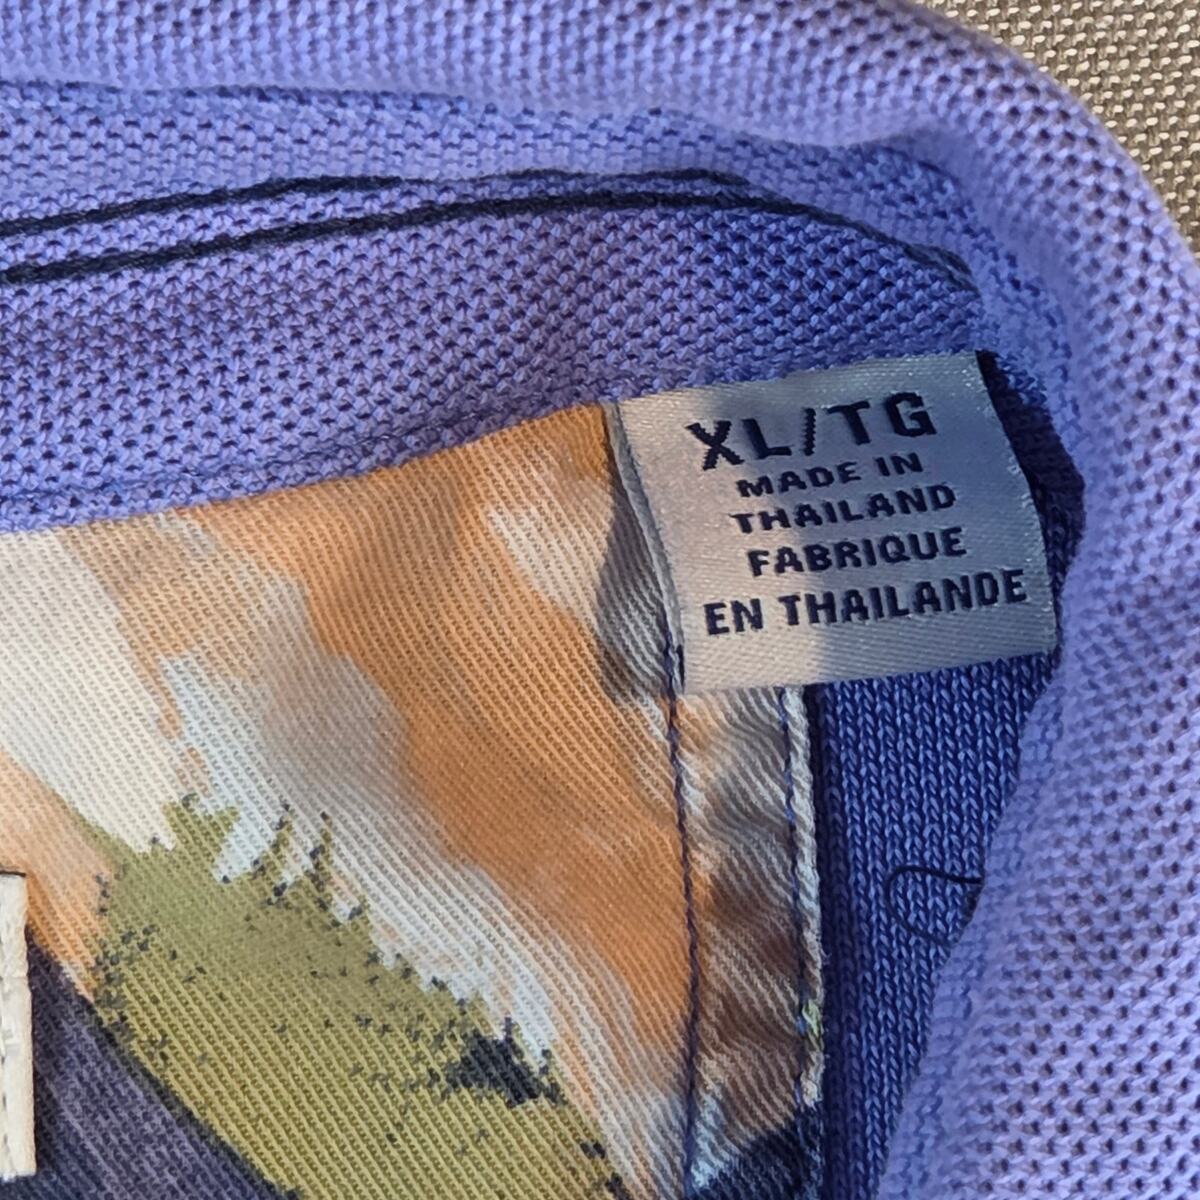 XL/TG
MADE IN
THAILAND
FABRIQUE
EN THAILANDE